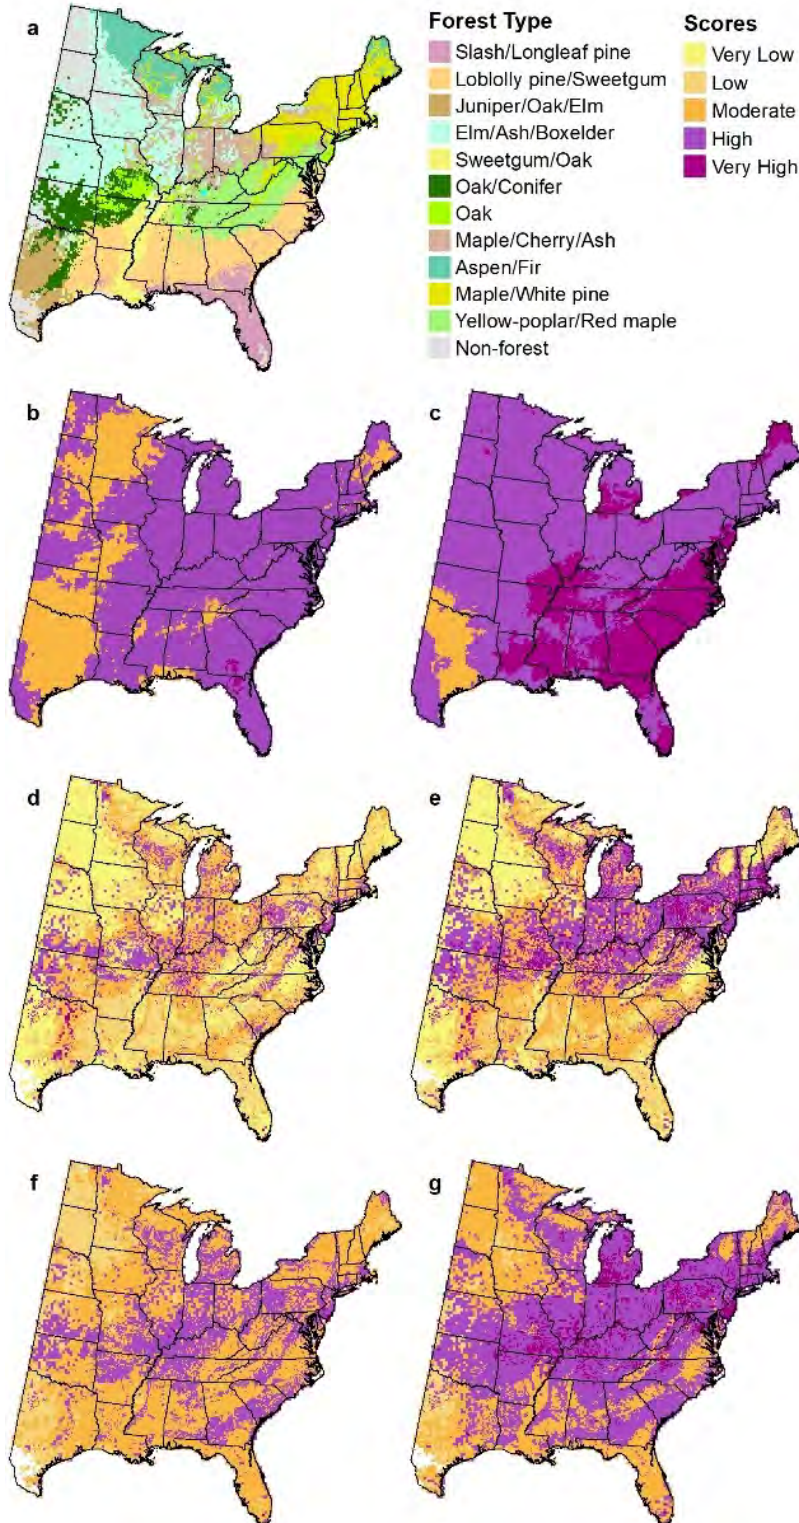 a
Forest Type
Slash/Longleaf pine
Loblolly pine/Sweetgum
Juniper/Oak/Elm
Elm/Ash/Boxelder
Sweetgum/Oak
Oak/Conifer
Oak
Maple/Cherry/Ash
Aspen/Fir
Maple/White pine
Yellow-poplar/Red maple
Non-forest
Scores
Very Low
Low
Moderate
High
Very High
b
c
d
e
f
g